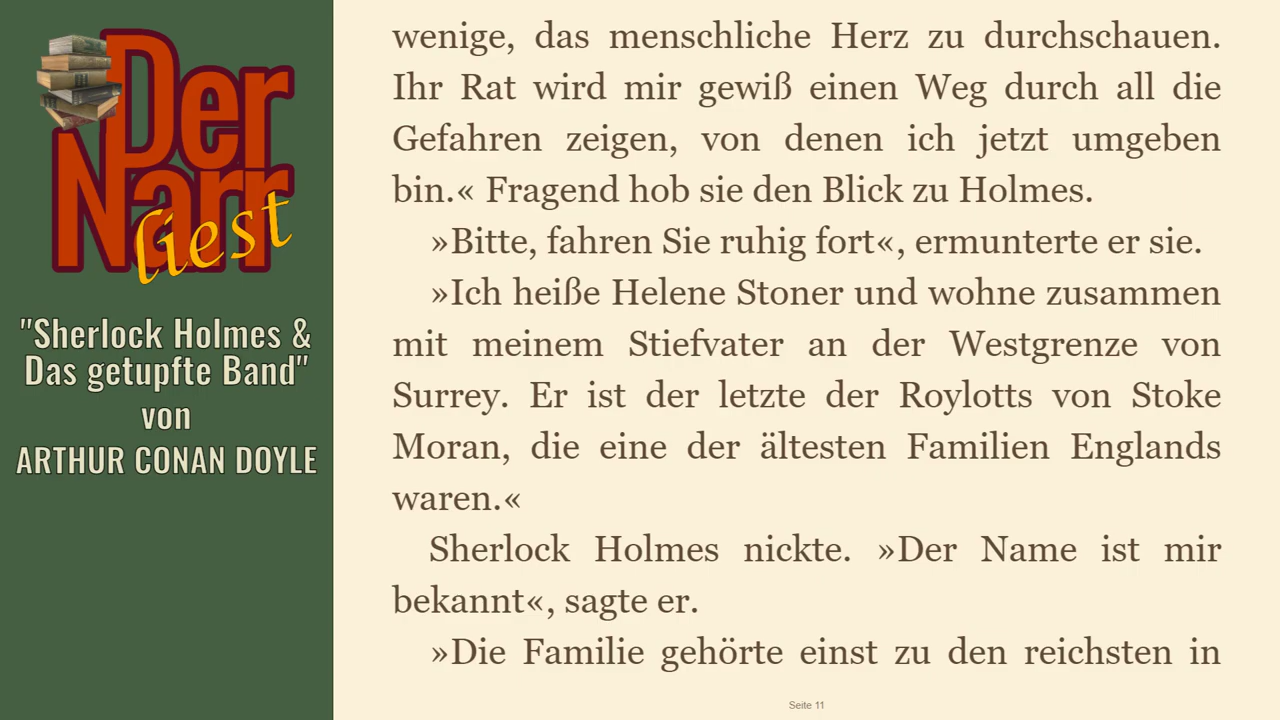 Der
Narr
liest
"Sherlock Holmes &
Das getupfte Band"
von
ARTHUR CONAN DOYLE
wenige, das menschliche Herz zu durchschauen.
Ihr Rat wird mir gewiß einen Weg durch all die
Gefahren zeigen, von denen ich jetzt umgeben
bin.« Fragend hob sie den Blick zu Holmes.
»Bitte, fahren Sie ruhig fort«, ermunterte er sie.
»Ich heiße Helene Stoner und wohne zusammen
mit meinem Stiefvater an der Westgrenze von
Surrey. Er ist der letzte der Roylotts von Stoke
Moran, die eine der ältesten Familien Englands
waren.«
Sherlock Holmes nickte. »Der Name ist mir
bekannt«, sagte er.
»Die Familie gehörte einst zu den reichsten in
Seite 11